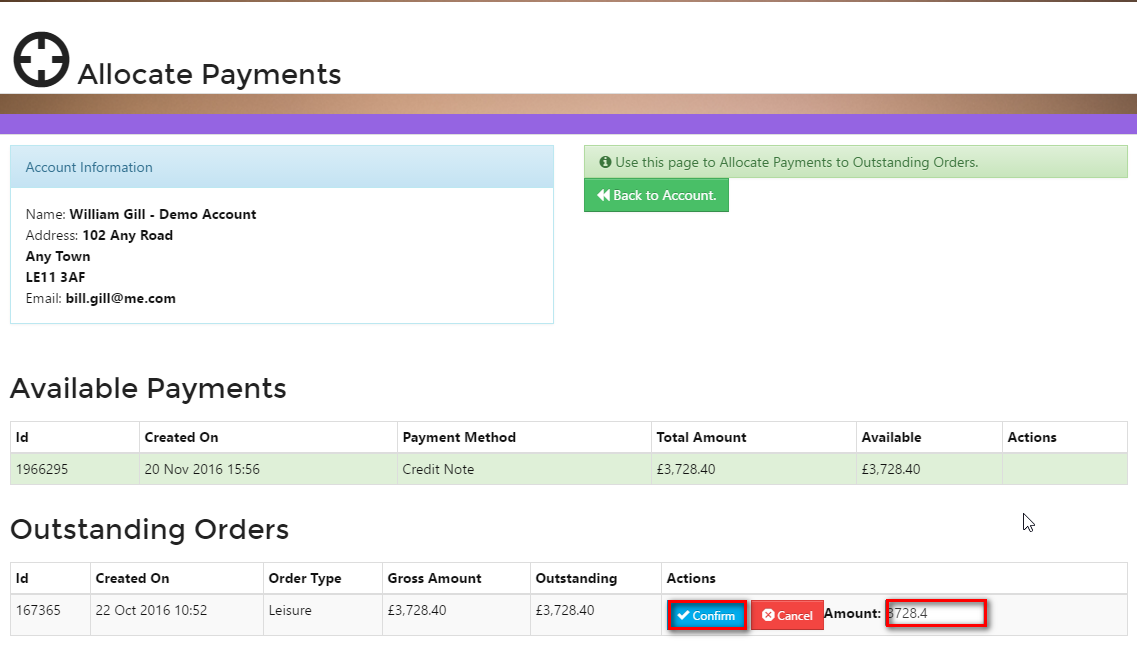 Allocate Payments
Account Information
Name: William Gill - Demo Account
Address: 102 Any Road
Any Town
LE11 3AF
Email: bill.gill@me.com
Use this page to Allocate Payments to Outstanding Orders.
Back to Account.
Available Payments
Id Created On Payment Method Total Amount Available Actions
1966295 20 Nov 2016 15:56 Credit Note £3,728.40 £3,728.40
Outstanding Orders
Id Created On Order Type Gross Amount Outstanding Actions
167365 22 Oct 2016 10:52 Leisure £3,728.40 £3,728.40 Confirm Cancel Amount: 3728.4